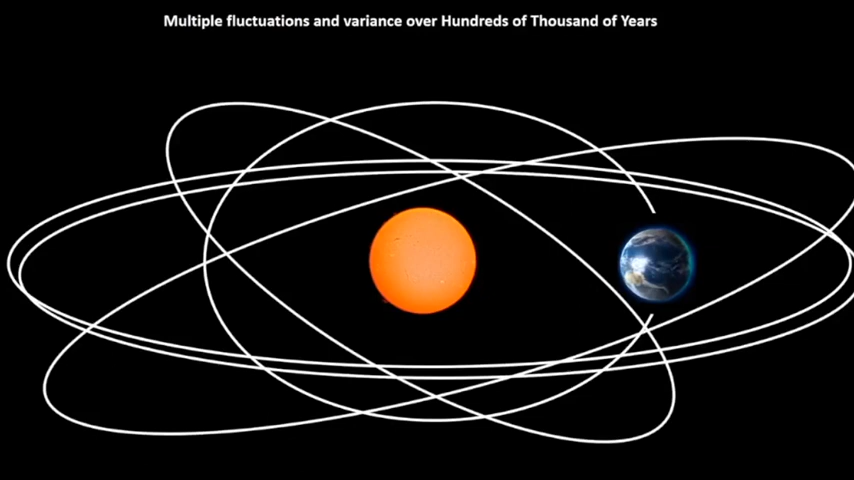 Multiple fluctuations and variance over Hundreds of Thousand of Years